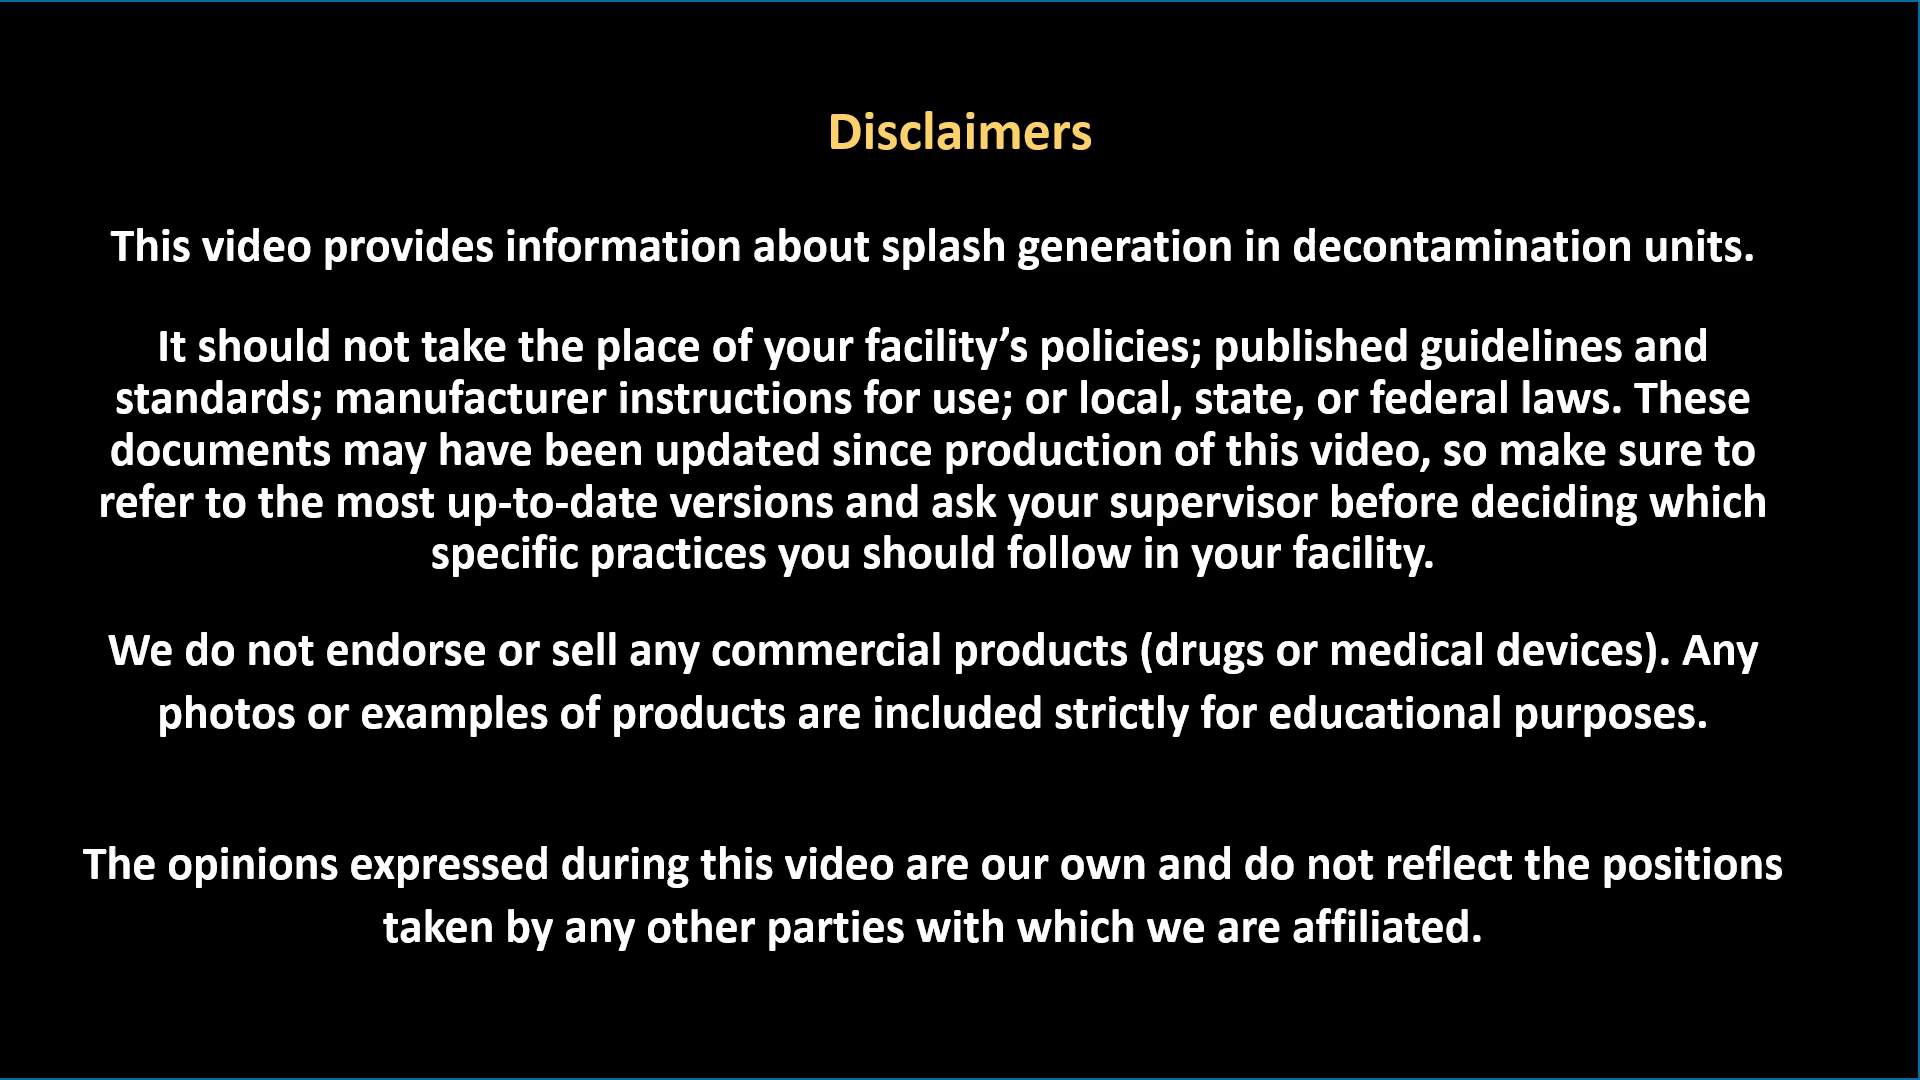 Disclaimers
This video provides information about splash generation in decontamination units.
It should not take the place of your facility’s policies; published guidelines and
standards; manufacturer instructions for use; or local, state, or federal laws. These
documents may have been updated since production of this video, so make sure to
refer to the most up-to-date versions and ask your supervisor before deciding which
specific practices you should follow in your facility.
We do not endorse or sell any commercial products (drugs or medical devices). Any
photos or examples of products are included strictly for educational purposes.
The opinions expressed during this video are our own and do not reflect the positions
taken by any other parties with which we are affiliated.